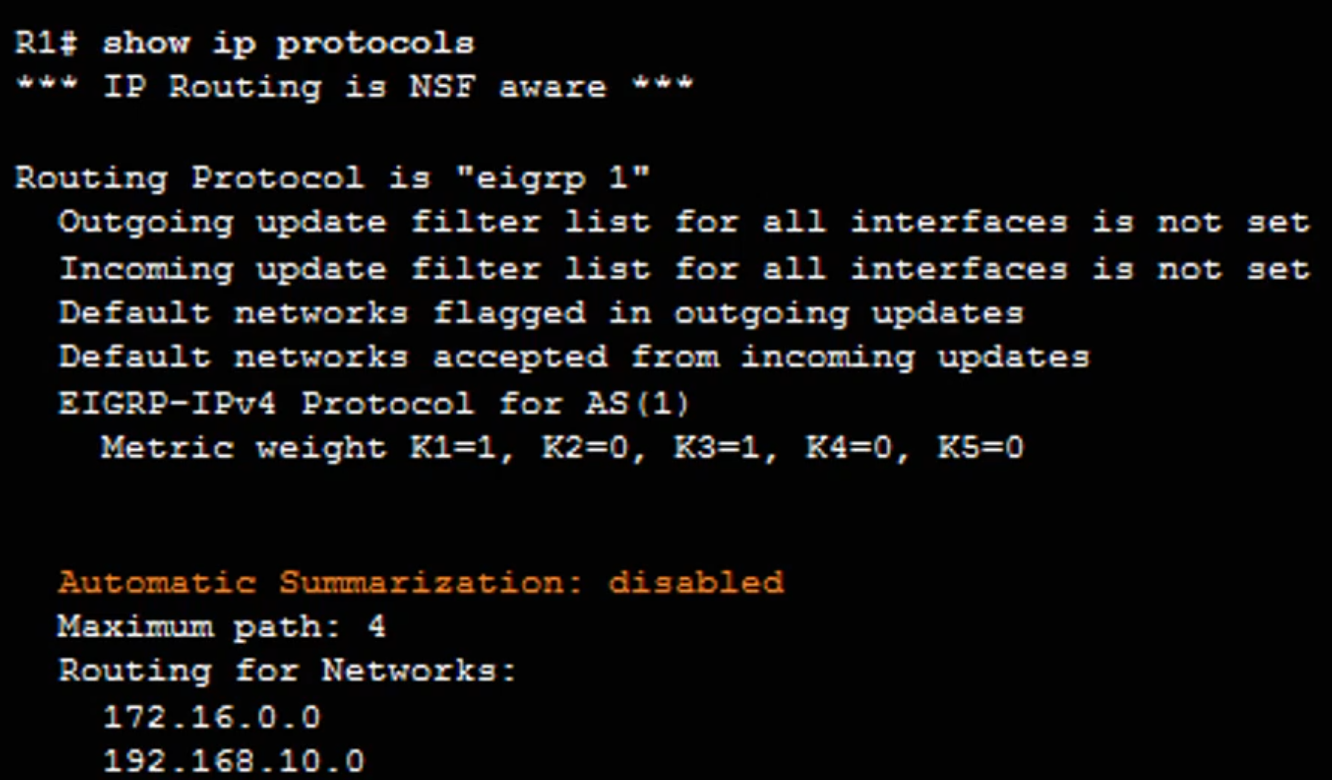 R1# show ip protocols
*** IP Routing is NSF aware ***
Routing Protocol is "eigrp 1"
Outgoing update filter list for all interfaces is not set
Incoming update filter list for all interfaces is not set
Default networks flagged in outgoing updates
Default networks accepted from incoming updates
EIGRP-IPv4 Protocol for AS(1)
Metric weight K1=1, K2=0, K3=1, K4=0, K5=0
Automatic Summarization: disabled
Maximum path: 4
Routing for Networks:
172.16.0.0
192.168.10.0